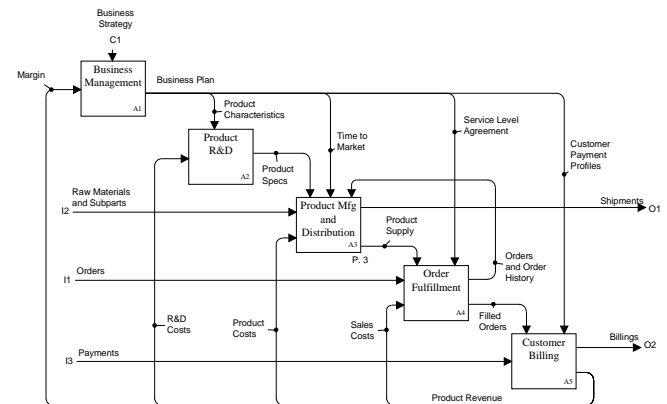 Business
Strategy
C1
Margin
Business
Management
A1
Business Plan
Product
Characteristics
Product
R&D
A2
Product
Specs
Time to
Market
Service Level
Agreement
Customer
Payment
Profiles
I2
Raw Materials
and Subparts
Product Mfg
and
Distribution
A3
P. 3
Shipments
O1
Product
Supply
I1
Orders
Order
Fulfillment
A4
Orders
and Order
History
R&D
Costs
Product
Costs
Sales
Costs
Filled
Orders
I3
Payments
Customer
Billing
A5
Billings
O2
Product Revenue